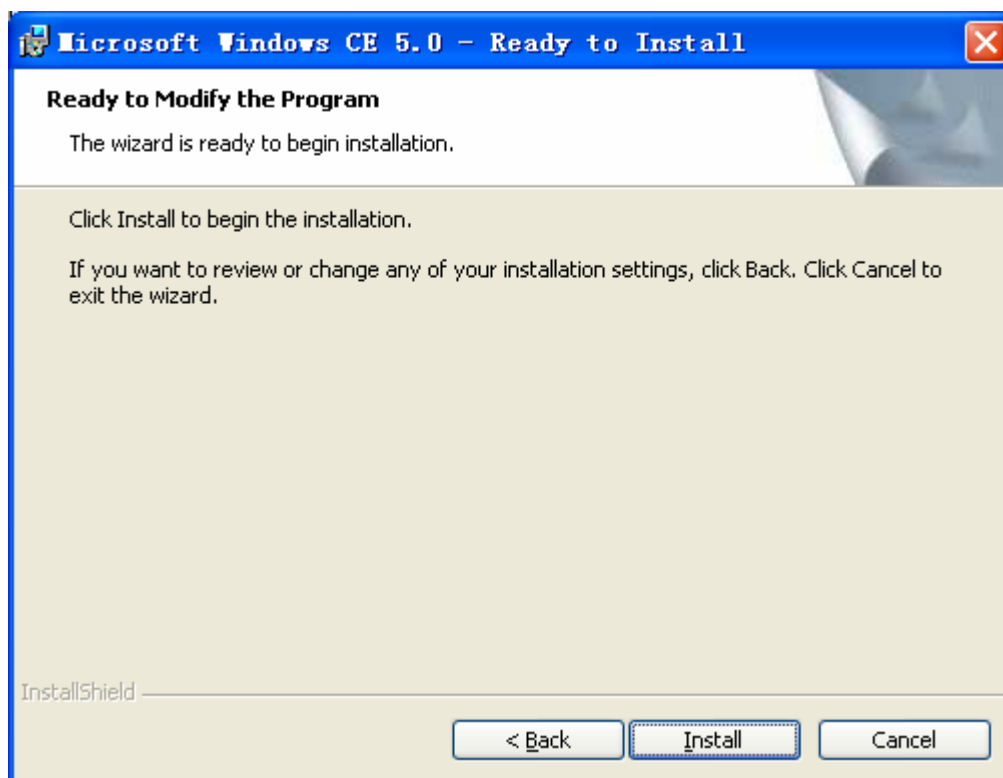 Microsoft Windows CE 5.0 - Ready to Install
Ready to Modify the Program
The wizard is ready to begin installation.
Click Install to begin the installation.
If you want to review or change any of your installation settings, click Back. Click Cancel to
exit the wizard.
InstallShield
< Back
Install
Cancel